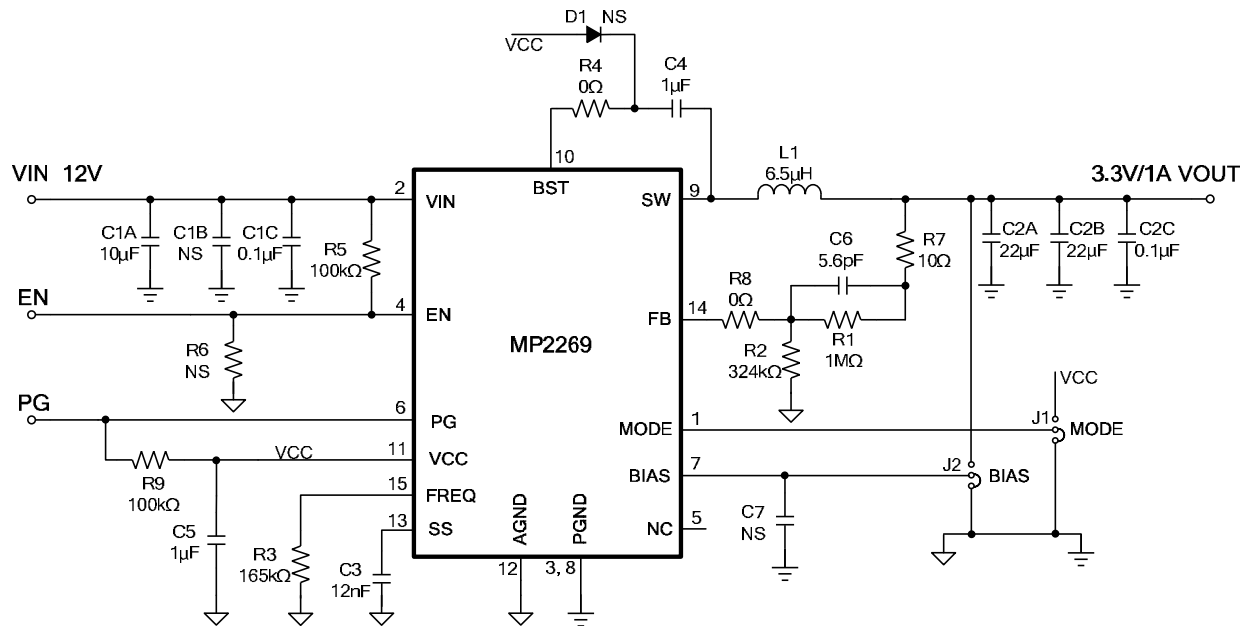 D1 NS
VCC
R4
0Ω
C4
1µF
10
BST
VIN 12V
2
VIN
SW
9
L1
6.5µH
3.3V/1A VOUT
C1A
10µF
C1B
NS
C1C
0.1µF
R5
100kΩ
C6
5.6pF
R7
10Ω
C2A
22µF
C2B
22µF
C2C
0.1µF
EN
4
EN
R8
0Ω
FB
14
MP2269
R6
NS
R2
324kΩ
R1
1MΩ
VCC
PG
6
PG
MODE
1
J1
MODE
VCC
11
VCC
BIAS
7
J2
BIAS
R9
100kΩ
15
FREQ
13
SS
NC
5
C7
NS
C5
1µF
R3
165kΩ
C3
12nF
AGND
PGND
12
3, 8